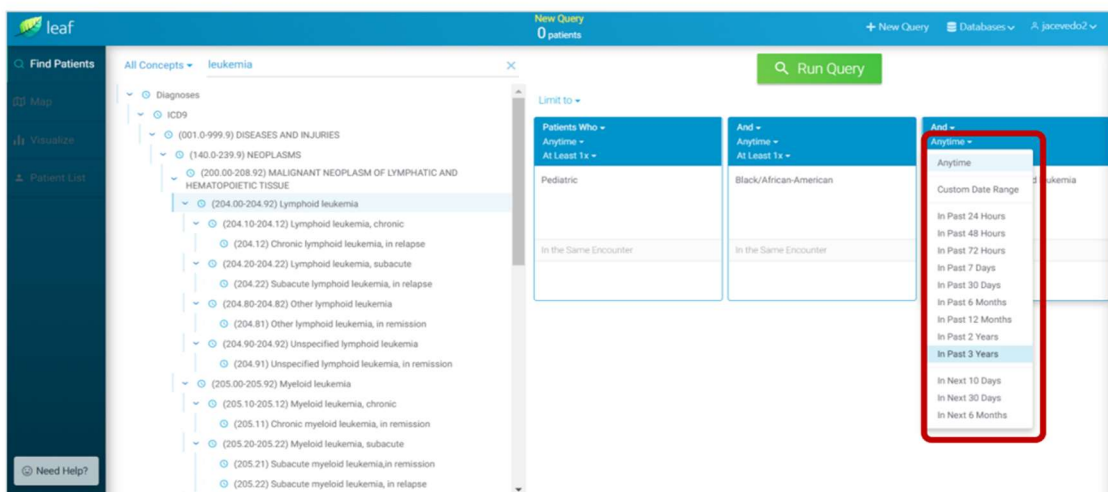 leaf
New Query
0 patients
+ New Query
Databases
jacevedo2
Find Patients
Map
Visualize
Patient List
Need Help?
All Concepts
leukemia
Diagnoses
ICD9
(001.0-999.9) DISEASES AND INJURIES
(140.0-239.9) NEOPLASMS
(200.00-208.92) MALIGNANT NEOPLASM OF LYMPHATIC AND
HEMATOPOIETIC TISSUE
(204.00-204.92) Lymphoid leukemia
(204.10-204.12) Lymphoid leukemia, chronic
(204.12) Chronic lymphoid leukemia, in relapse
(204.20-204.22) Lymphoid leukemia, subacute
(204.22) Subacute lymphoid leukemia, in relapse
(204.80-204.82) Other lymphoid leukemia
(204.81) Other lymphoid leukemia, in remission
(204.90-204.92) Unspecified lymphoid leukemia
(204.91) Unspecified lymphoid leukemia, in remission
(205.00-205.92) Myeloid leukemia
(205.10-205.12) Myeloid leukemia, chronic
(205.11) Chronic myeloid leukemia, in remission
(205.20-205.22) Myeloid leukemia, subacute
(205.21) Subacute myeloid leukemia,in remission
(205.22) Subacute myeloid leukemia, in relapse
Run Query
Limit to
Patients Who
Anytime
At Least 1x
Pediatric
In the Same Encounter
And
Anytime
At Least 1x
Black/African-American
In the Same Encounter
And
Anytime
Anytime
Custom Date Range
In Past 24 Hours
In Past 48 Hours
In Past 72 Hours
In Past 7 Days
In Past 30 Days
In Past 6 Months
In Past 12 Months
In Past 2 Years
In Past 3 Years
In Next 10 Days
In Next 30 Days
In Next 6 Months